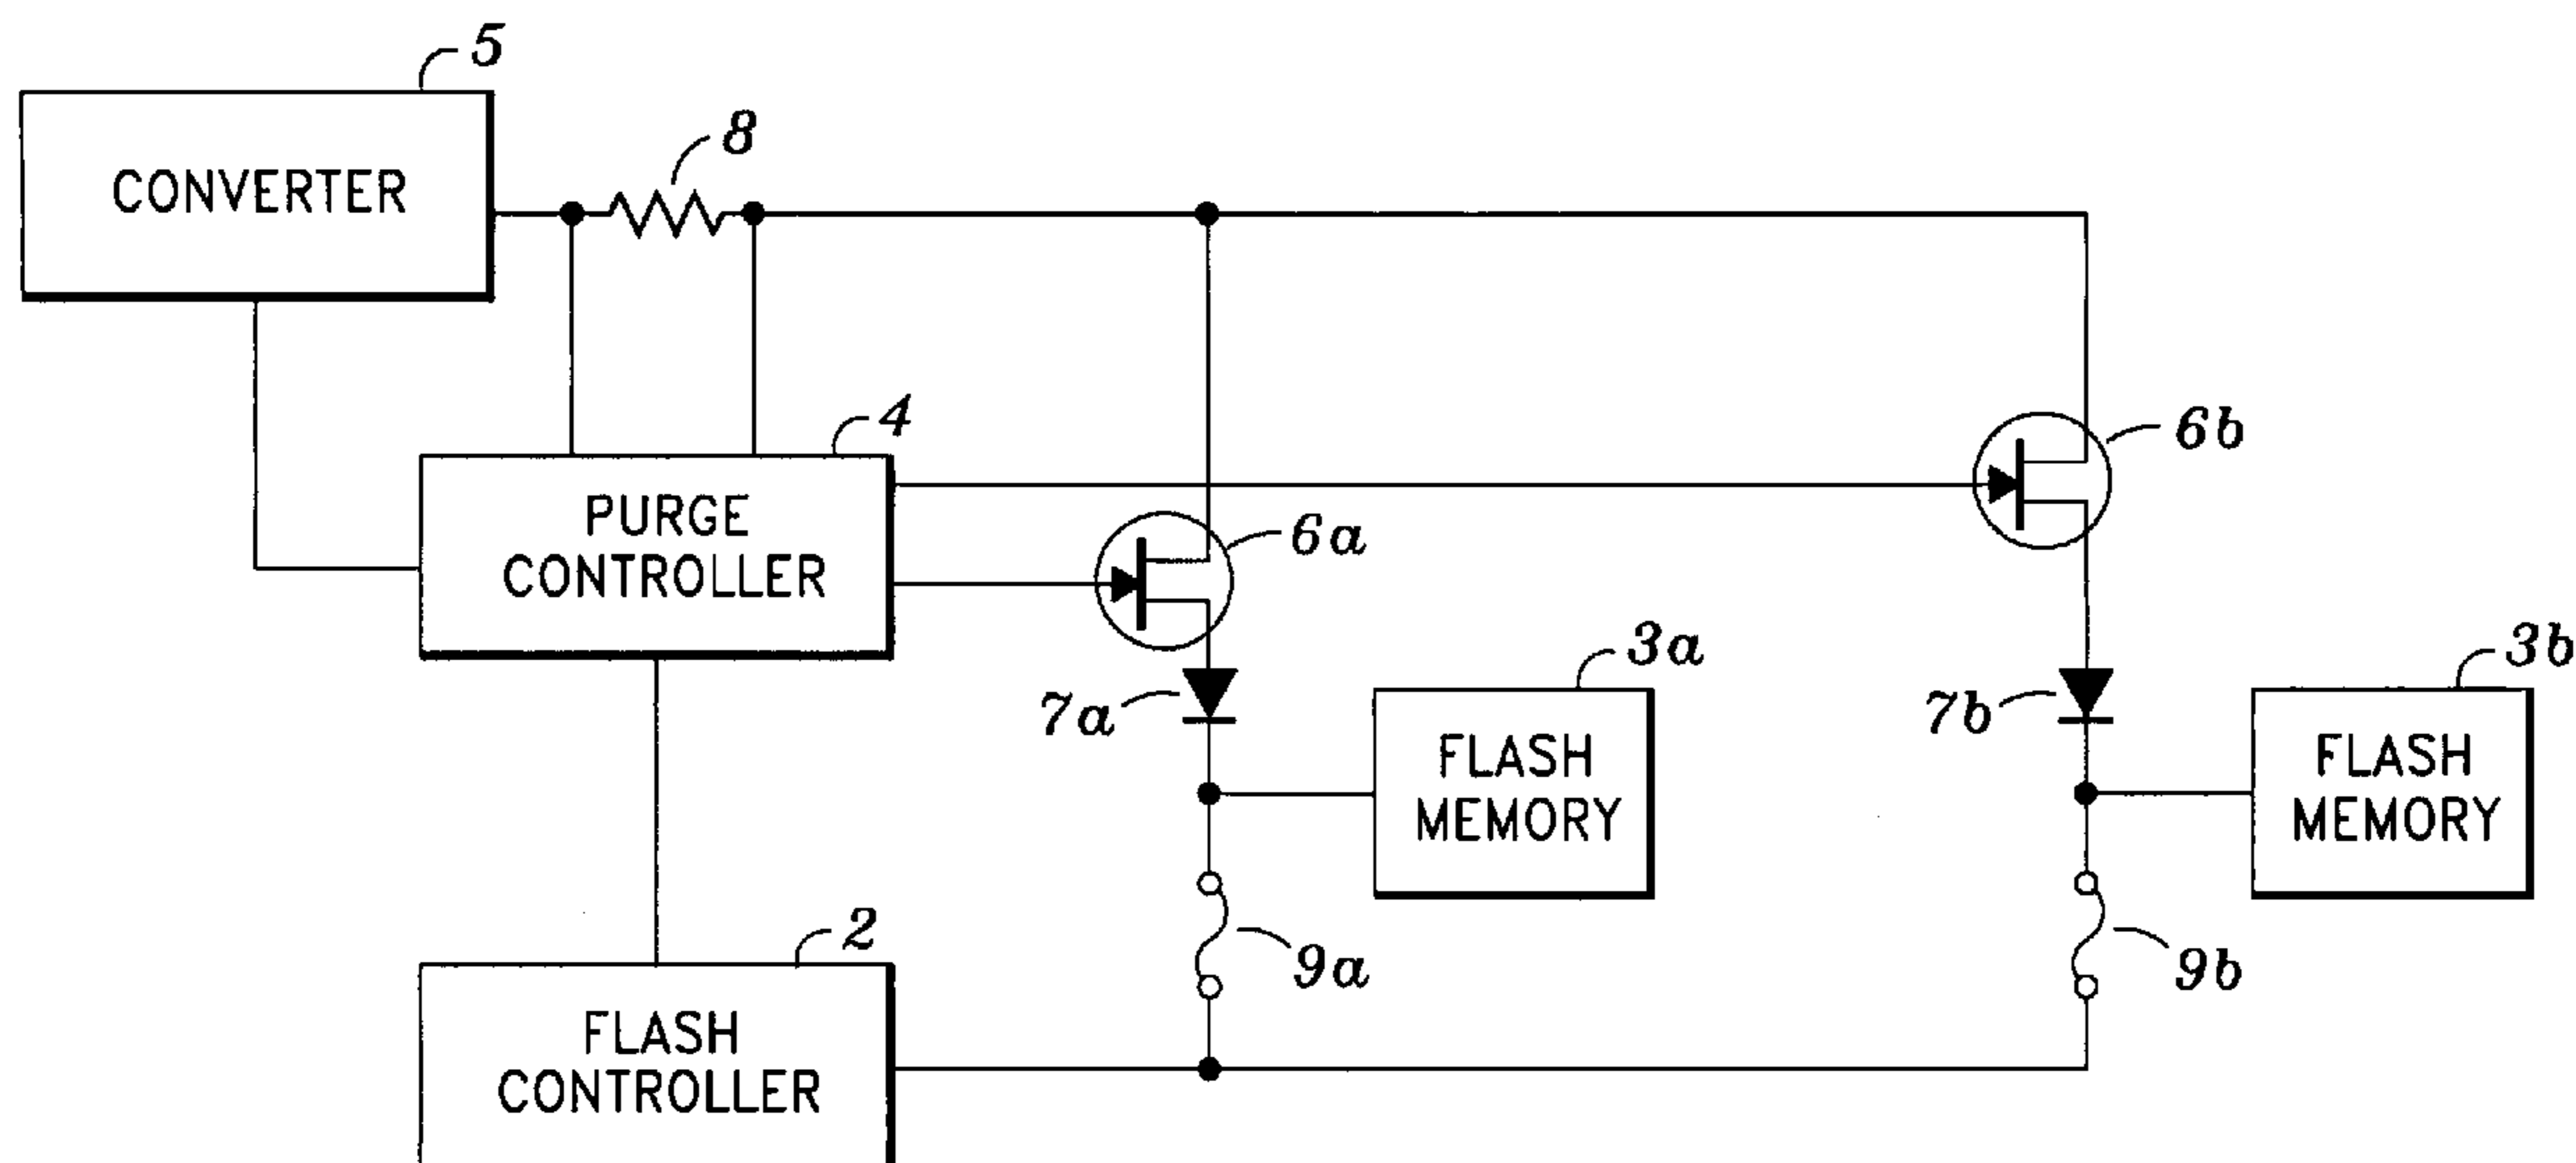 5
CONVERTER
8
4
PURGE
CONTROLLER
6a
6b
7a
3a
FLASH
MEMORY
7b
3b
FLASH
MEMORY
9a
9b
2
FLASH
CONTROLLER